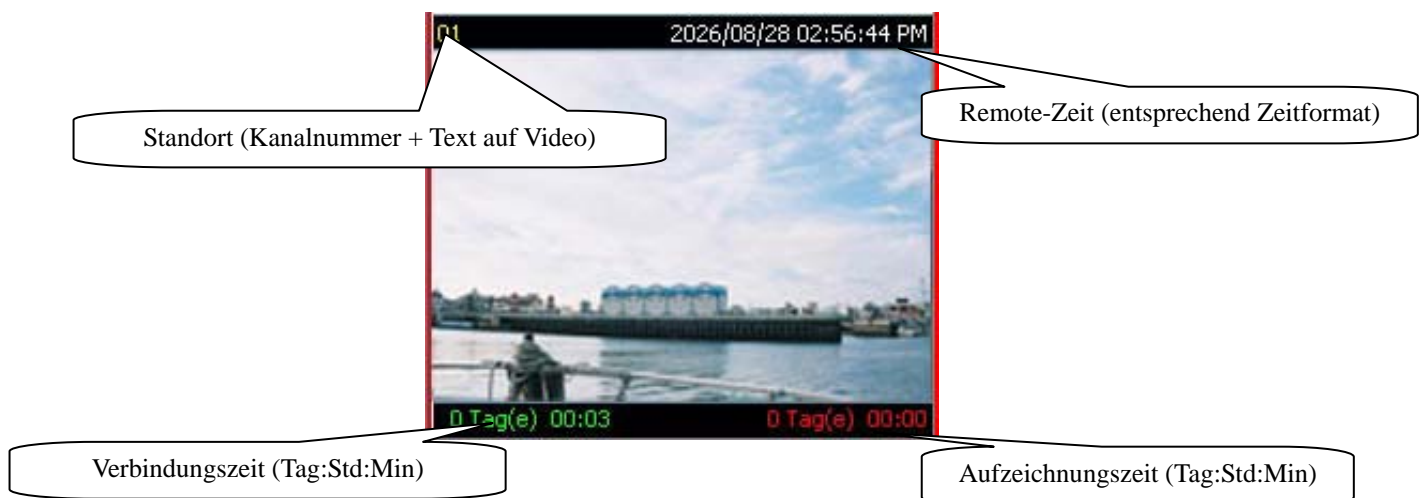 01 2026/08/28 02:56:44 PM
Remote-Zeit (entsprechend Zeitformat)
Standort (Kanalnummer + Text auf Video)
0 Tag(e) 00:03 0 Tag(e) 00:00
Verbindungszeit (Tag:Std:Min)
Aufzeichnungszeit (Tag:Std:Min)